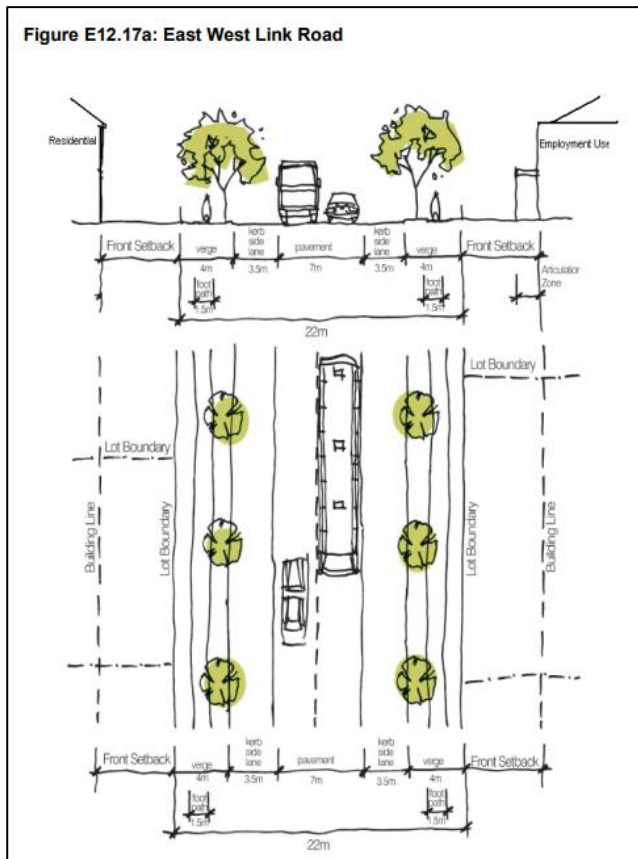 Figure E12.17a: East West Link Road
Residential
Employment Use
Front Setback
verge
4m
kerb
side
lane
3.5m
pavement
7m
kerb
side
lane
3.5m
verge
4m
Front Setback
foot
path
1.5m
foot
path
1.5m
Articulation
Zone
22m
Lot Boundary
Lot Boundary
Building Line
Lot Boundary
Lot Boundary
Building Line
Front Setback
verge
4m
kerb
side
lane
3.5m
pavement
7m
kerb
side
lane
3.5m
verge
4m
Front Setback
foot
path
1.5m
foot
path
1.5m
22m